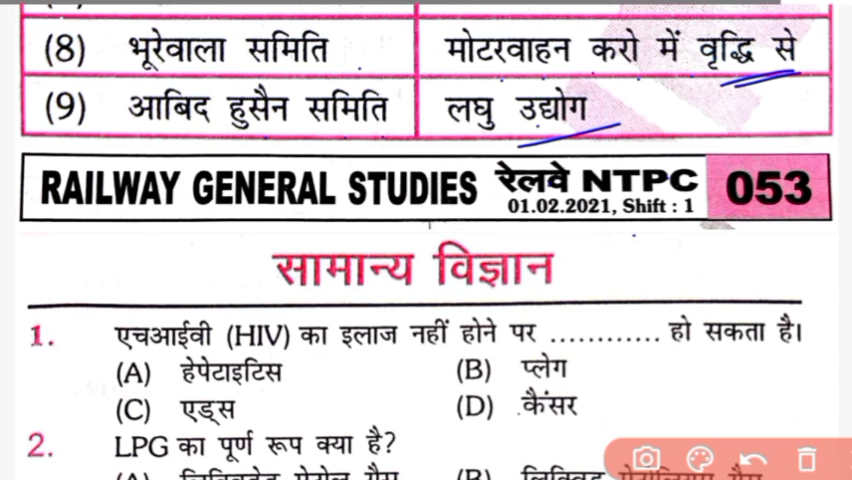 (8) भूरेवाला समिति मोटरवाहन करो में वृद्धि से
(9) आबिद हुसैन समिति लघु उद्योग
RAILWAY GENERAL STUDIES रेलवे NTPC 053
01.02.2021, Shift : 1
सामान्य विज्ञान
1. एचआईवी (HIV) का इलाज नहीं होने पर ............ हो सकता है।
(A) हेपेटाइटिस (B) प्लेग
(C) एड्स (D) कैंसर
2. LPG का पूर्ण रूप क्या है?